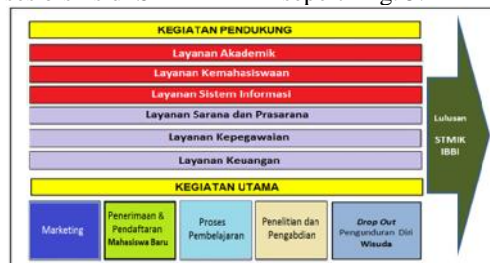 KEGIATAN PENDUKUNG
Layanan Akademik
Layanan Kemahasiswaan
Layanan Sistem Informasi
Layanan Sarana dan Prasarana
Layanan Kepegawaian
Layanan Keuangan
KEGIATAN UTAMA
Marketing
Penerimaan &
Pendaftaran
Mahasiswa Baru
Proses
Pembelajaran
Penelitian dan
Pengabdian
Drop Out
Pengunduran Diri
Wisuda
Lulusan
STMIK
IBBI